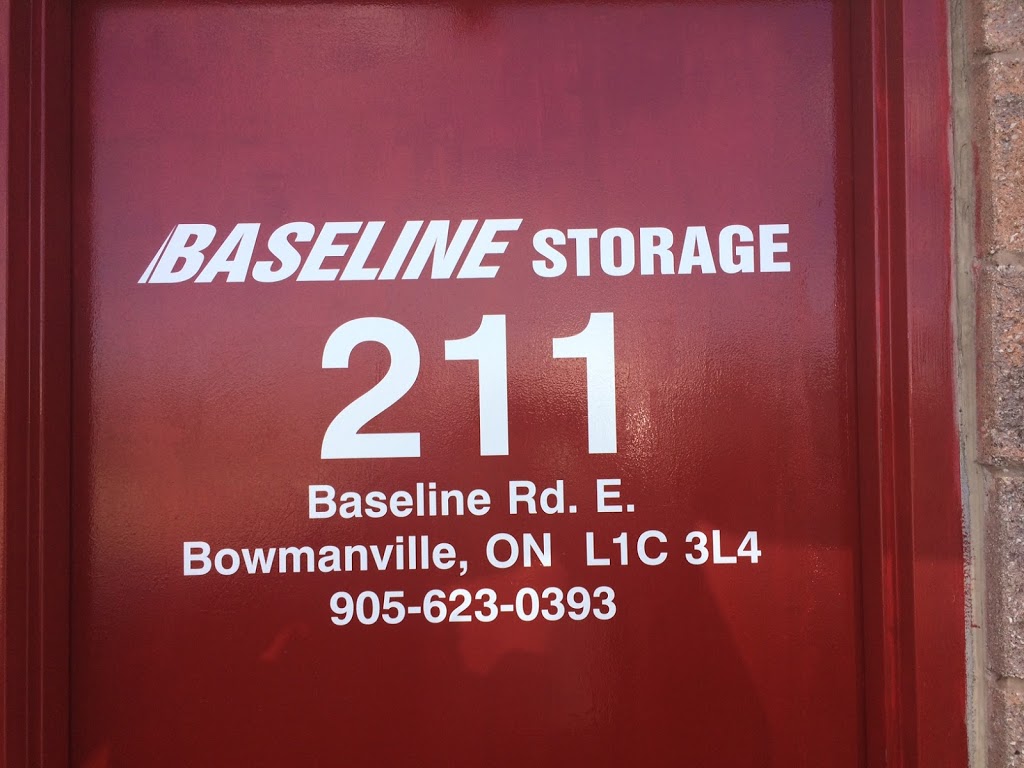 BASELINE STORAGE
211
Baseline Rd. E.
Bowmanville, ON L1C 3L4
905-623-0393